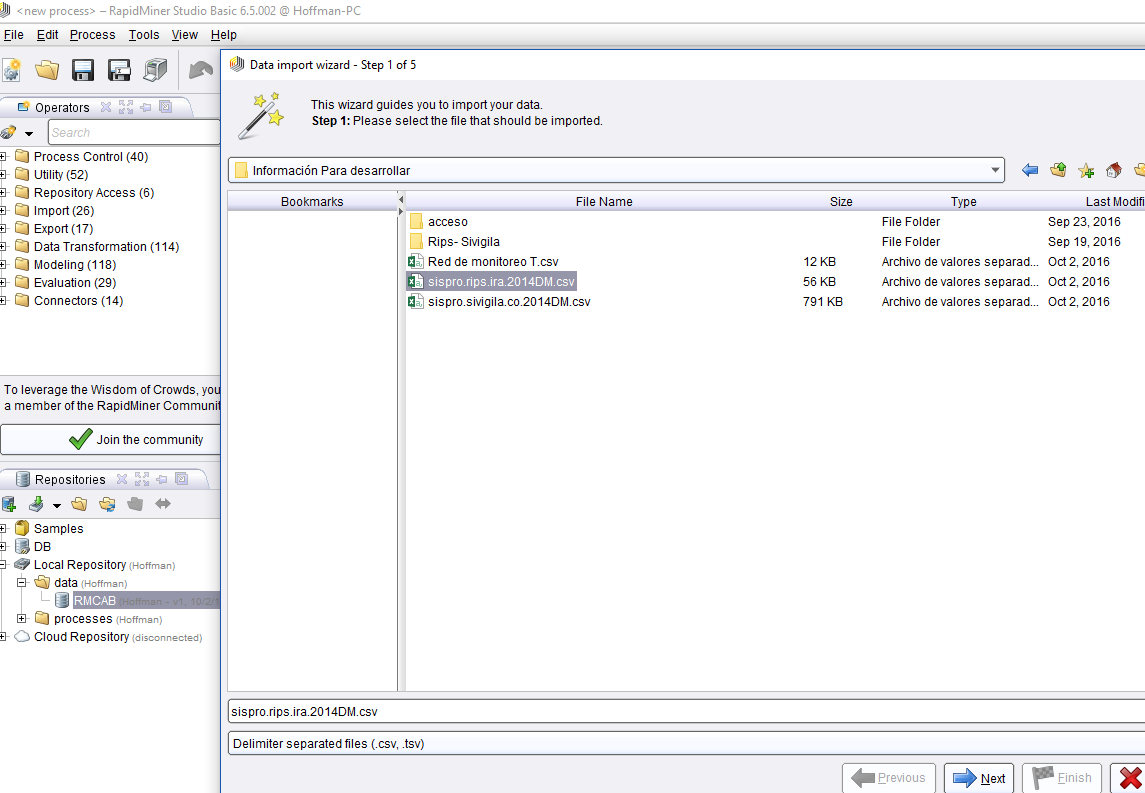 <new process> – RapidMiner Studio Basic 6.5.002 @ Hoffman-PC
File Edit Process Tools View Help
Operators
Search
Process Control (40)
Utility (52)
Repository Access (6)
Import (26)
Export (17)
Data Transformation (114)
Modeling (118)
Evaluation (29)
Connectors (14)
To leverage the Wisdom of Crowds, you
a member of the RapidMiner Communit
Join the community
Repositories
Samples
DB
Local Repository (Hoffman)
data (Hoffman)
RMCAB (Hoffman - v1, 10/2/1
processes (Hoffman)
Cloud Repository (disconnected)
Data import wizard - Step 1 of 5
This wizard guides you to import your data.
Step 1: Please select the file that should be imported.
Información Para desarrollar
Bookmarks
File Name Size Type Last Modifi
acceso File Folder Sep 23, 2016
Rips- Sivigila File Folder Sep 19, 2016
Red de monitoreo T.csv 12 KB Archivo de valores separad... Oct 2, 2016
sispro.rips.ira.2014DM.csv 56 KB Archivo de valores separad... Oct 2, 2016
sispro.sivigila.co.2014DM.csv 791 KB Archivo de valores separad... Oct 2, 2016
sispro.rips.ira.2014DM.csv
Delimiter separated files (.csv, .tsv)
Previous Next Finish